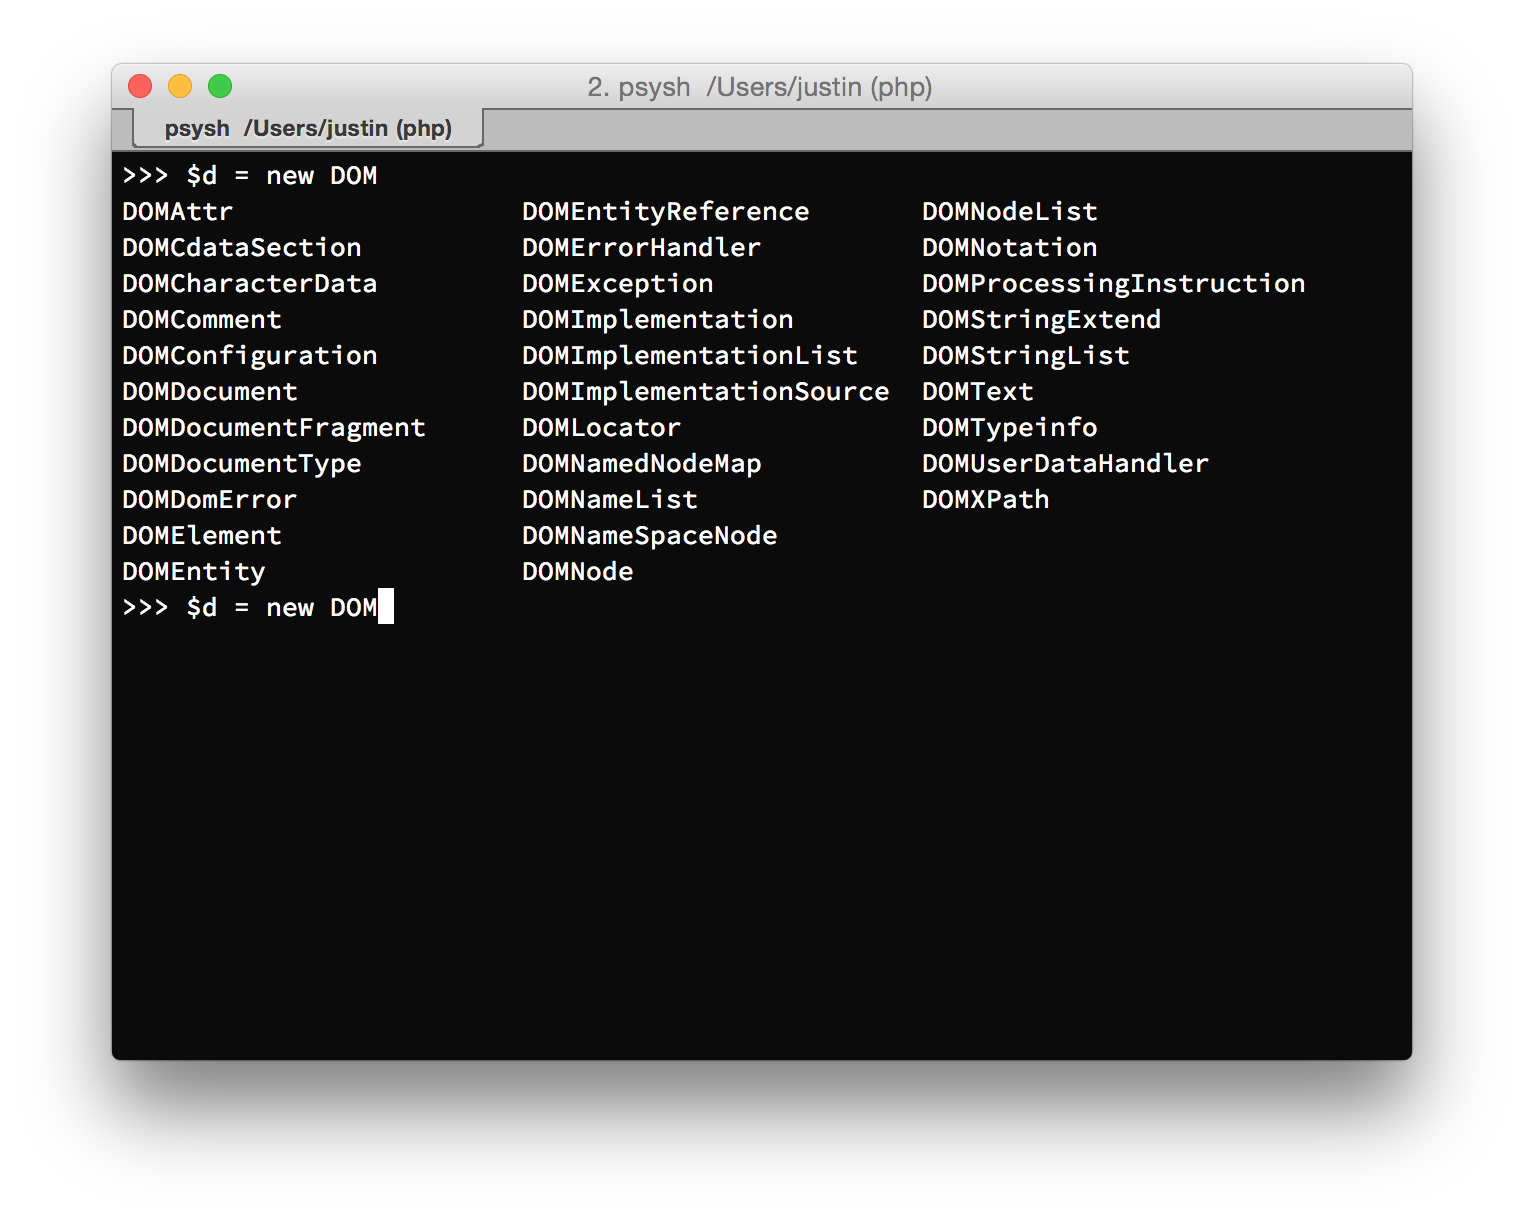 2. psysh /Users/justin (php)
psysh /Users/justin (php)
>>> $d = new DOM
DOMAttr DOMEntityReference DOMNodeList
DOMCdataSection DOMErrorHandler DOMNotation
DOMCharacterData DOMException DOMProcessingInstruction
DOMComment DOMImplementation DOMStringExtend
DOMConfiguration DOMImplementationList DOMStringList
DOMDocument DOMImplementationSource DOMText
DOMDocumentFragment DOMLocator DOMTypeinfo
DOMDocumentType DOMNamedNodeMap DOMUserDataHandler
DOMDomError DOMNameList DOMXPath
DOMElement DOMNameSpaceNode
DOMEntity DOMNode
>>> $d = new DOM